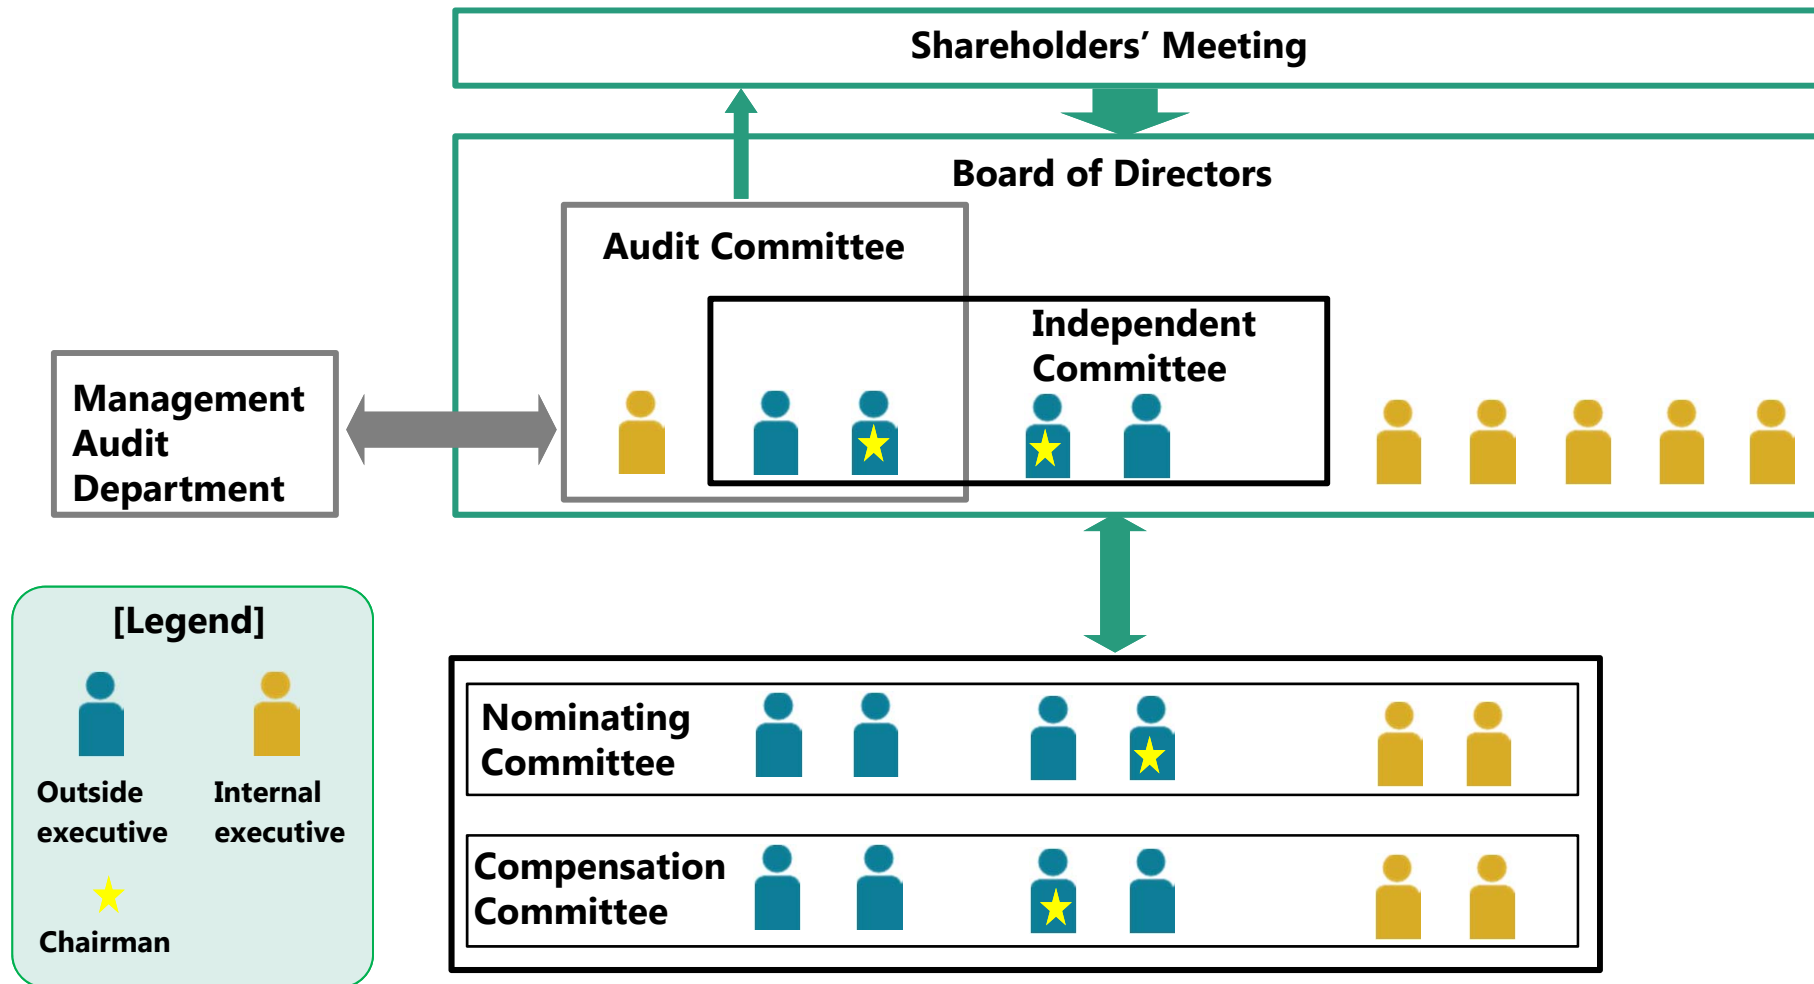 Shareholders’ Meeting
Board of Directors
Audit Committee
Independent
Committee
Management
Audit
Department
[Legend]
Outside
executive
Internal
executive
Chairman
Nominating
Committee
Compensation
Committee